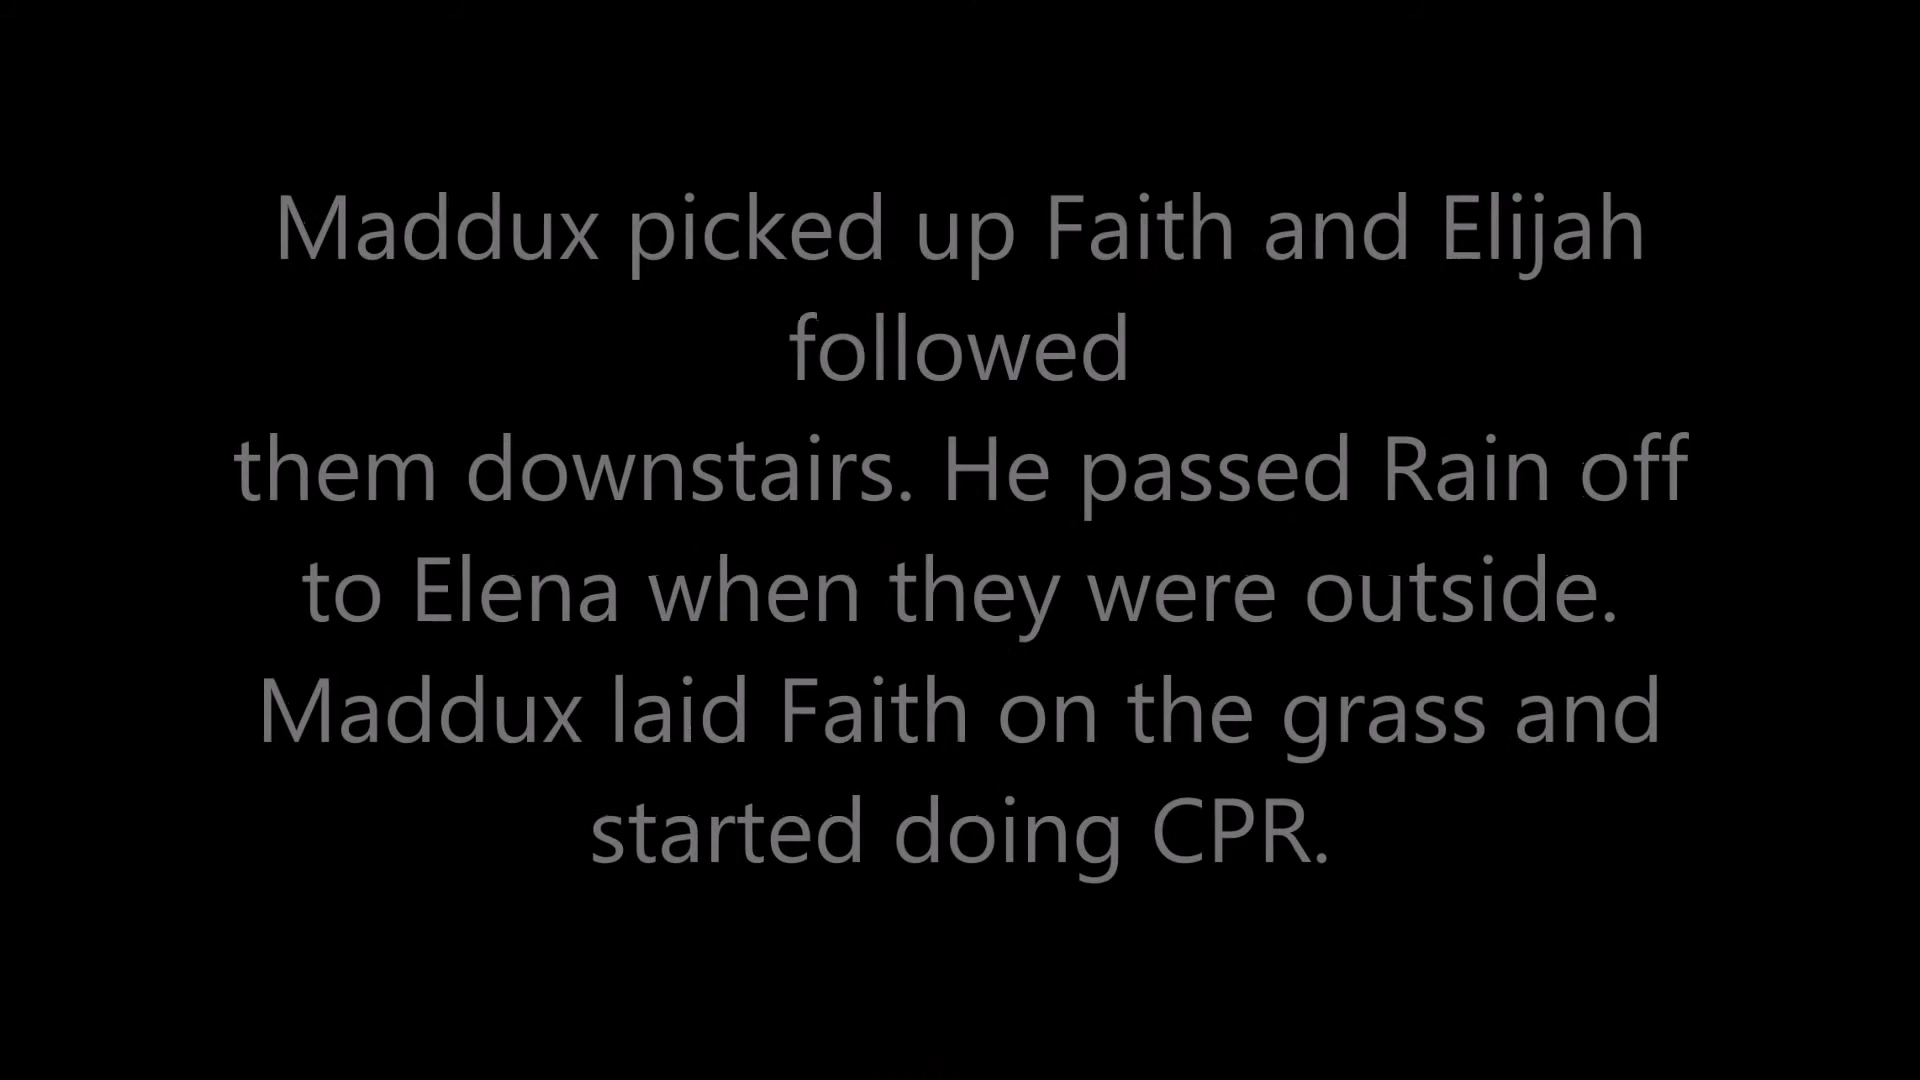 Maddux picked up Faith and Elijah
followed
them downstairs. He passed Rain off
to Elena when they were outside.
Maddux laid Faith on the grass and
started doing CPR.